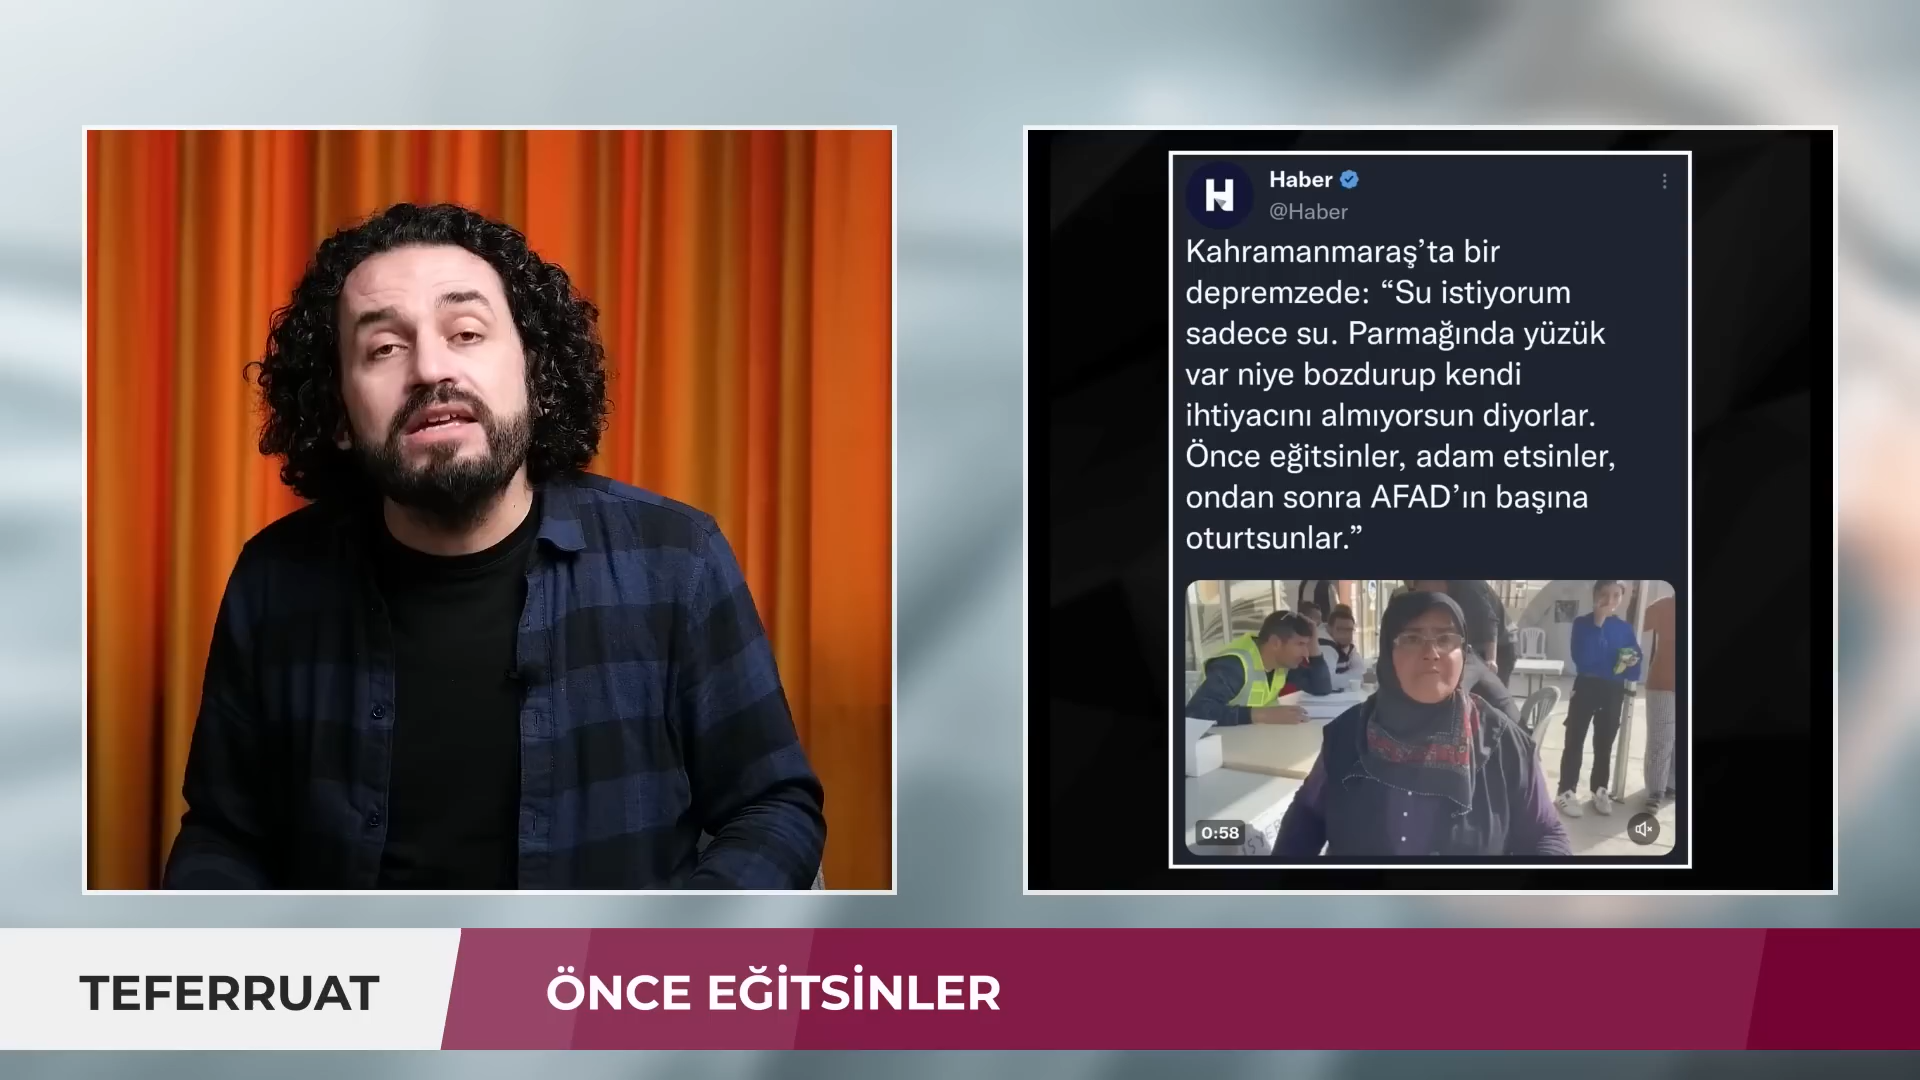 Haber
@Haber
Kahramanmaraş’ta bir
depremzede: “Su istiyorum
sadece su. Parmağında yüzük
var niye bozdurup kendi
ihtiyacını almıyorsun diyorlar.
Önce eğitsinler, adam etsinler,
ondan sonra AFAD’ın başına
oturtsunlar.”
0:58
TEFERRUAT
ÖNCE EĞİTSİNLER